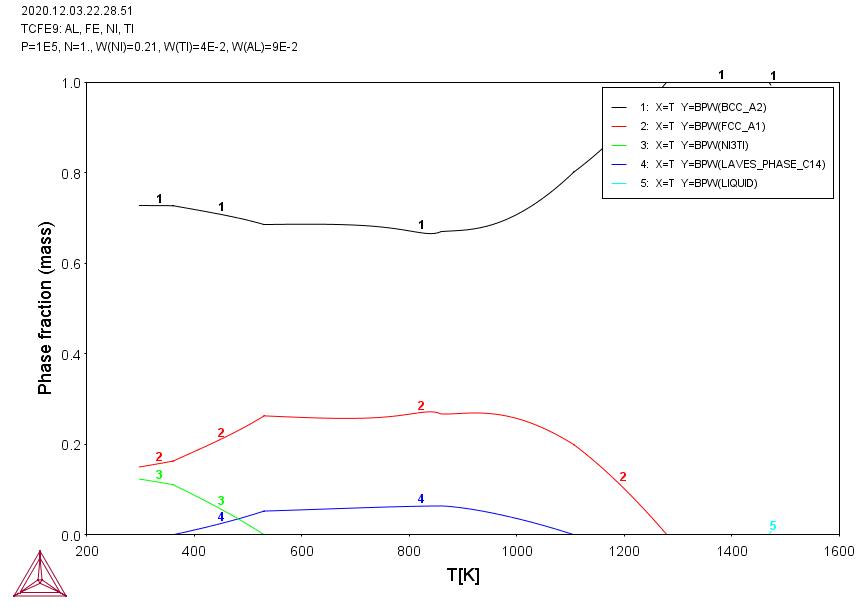 2020.12.03.22.28.51
TCFE9: AL, FE, NI, TI
P=1E5, N=1., W(NI)=0.21, W(TI)=4E-2, W(AL)=9E-2
1 1
1.0
1: X=T Y=BPW(BCC_A2)
2: X=T Y=BPW(FCC_A1)
3: X=T Y=BPW(NI3TI)
4: X=T Y=BPW(LAVES_PHASE_C14)
5: X=T Y=BPW(LIQUID)
0.8
1 1 1
0.6
Phase fraction (mass)
0.4
2 2 2 2
0.2
3 3
4 4
5
0.0
200 400 600 800 1000 1200 1400 1600
T[K]